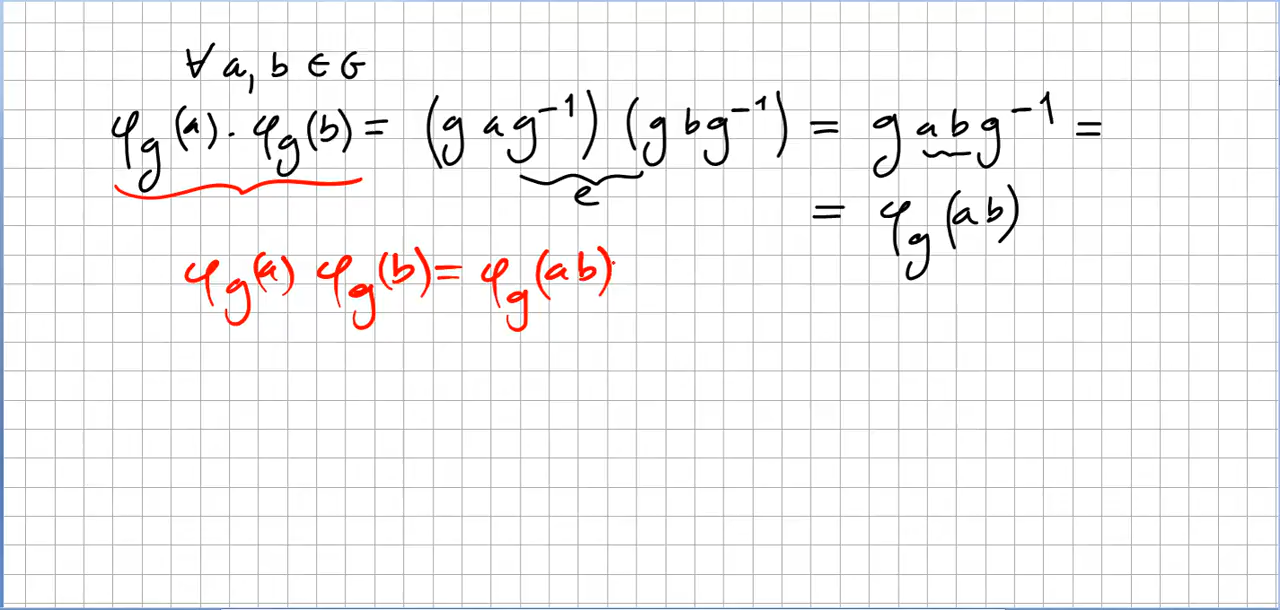 ∀ a, b ∈ G
φg(a) · φg(b) = (g a g⁻¹) (g b g⁻¹) = g a b g⁻¹ =
e
= φg(ab)
φg(a) φg(b) = φg(ab)